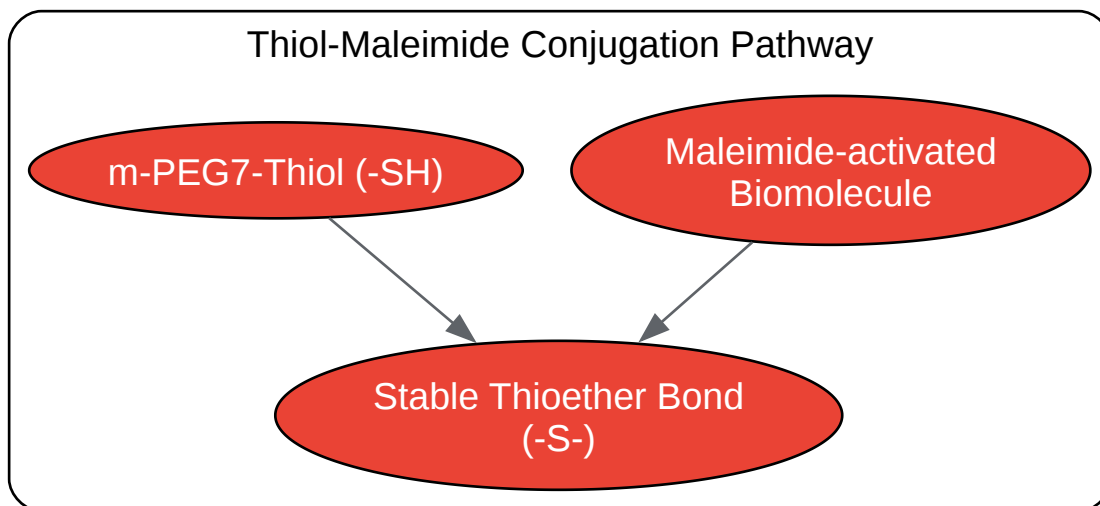 Thiol-Maleimide Conjugation Pathway
m-PEG7-Thiol (-SH)
Maleimide-activated
Biomolecule
Stable Thioether Bond
(-S-)